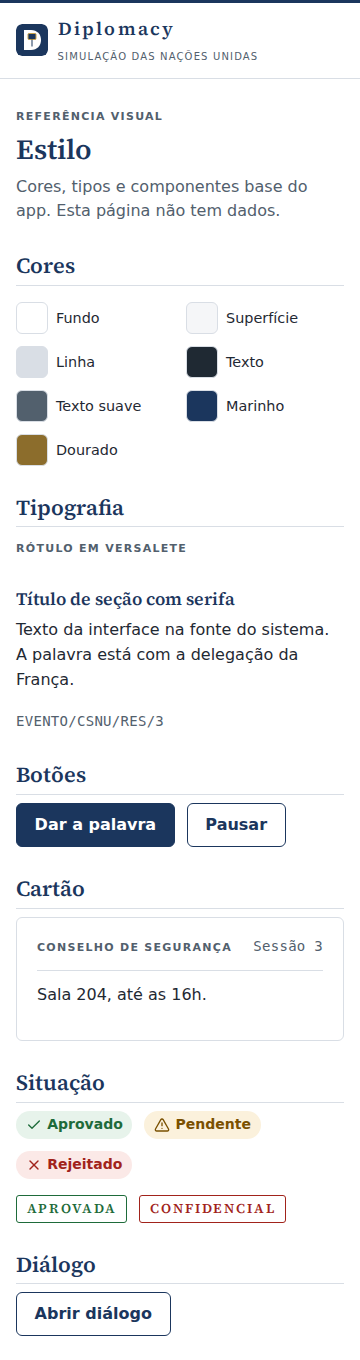 Diplomacy
SIMULAÇÃO DAS NAÇÕES UNIDAS
REFERÊNCIA VISUAL
Estilo
Cores, tipos e componentes base do
app. Esta página não tem dados.
Cores
Fundo
Superfície
Linha
Texto
Texto suave
Marinho
Dourado
Tipografia
RÓTULO EM VERSALETE
Título de seção com serifa
Texto da interface na fonte do sistema.
A palavra está com a delegação da
França.
EVENTO/CSNU/RES/3
Botões
Dar a palavra
Pausar
Cartão
CONSELHO DE SEGURANÇA
Sessão 3
Sala 204, até as 16h.
Situação
Aprovado
Pendente
Rejeitado
APROVADA
CONFIDENCIAL
Diálogo
Abrir diálogo